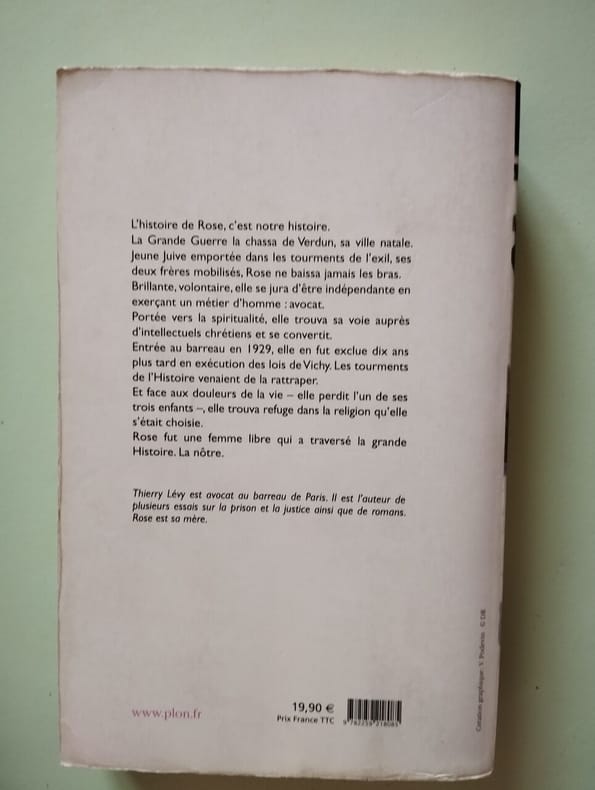 L'histoire de Rose, c'est notre histoire.
La Grande Guerre la chassa de Verdun, sa ville natale.
Jeune Juive emportée dans les tourments de l'exil, ses
deux frères mobilisés, Rose ne baissa jamais les bras.
Brillante, volontaire, elle se jura d'être indépendante en
exerçant un métier d'homme : avocat.
Portée vers la spiritualité, elle trouva sa voie auprès
d'intellectuels chrétiens et se convertit.
Entrée au barreau en 1929, elle en fut exclue dix ans
plus tard en exécution des lois de Vichy. Les tourments
de l'Histoire venaient de la rattraper.
Et face aux douleurs de la vie – elle perdit l'un de ses
trois enfants –, elle trouva refuge dans la religion qu'elle
s'était choisie.
Rose fut une femme libre qui a traversé la grande
Histoire. La nôtre.
Thierry Lévy est avocat au barreau de Paris. Il est l'auteur de
plusieurs essais sur la prison et la justice ainsi que de romans.
Rose est sa mère.
Création graphique : V. Podevin © DR
www.plon.fr
19,90 €
Prix France TTC
9 782259 218085